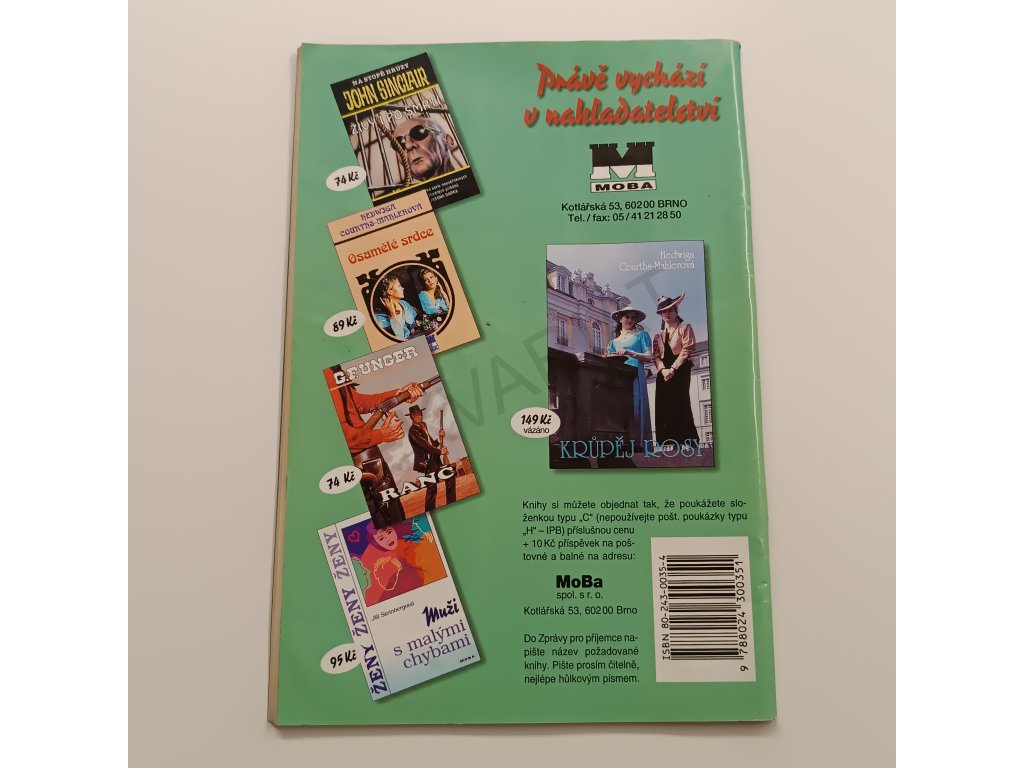 NA STOPĚ HRŮZY
JOHN SINCLAIR
74 Kč
HEDWIGA
COURTHS-MAHLEROVÁ
Osamělé srdce
89 Kč
G.F. UNGER
RANČ
74 Kč
ŽENY ŽENY ŽENY
Jill Steinbergová
Muži
s malými
chybami
95 Kč
Právě vychází
v nakladatelství
M
MOBA
Kotlářská 53, 602 00 BRNO
Tel. / fax: 05 / 41 21 28 50
Hedwiga
Courths-Mahlerová
149 Kč
vázáno
KRŮPĚJ ROSY
Knihy si můžete objednat tak, že poukážete slo-
ženkou typu „C“ (nepoužívejte pošt. poukázky typu
„H“ – IPB) příslušnou cenu
+ 10 Kč příspěvek na poš-
tovné a balné na adresu:
MoBa
spol. s r. o.
Kotlářská 53, 602 00 Brno
Do Zprávy pro příjemce na-
pište název požadované
knihy. Pište prosím čitelně,
nejlépe hůlkovým písmem.
ISBN 80-243-0035-4
9 788024 300351